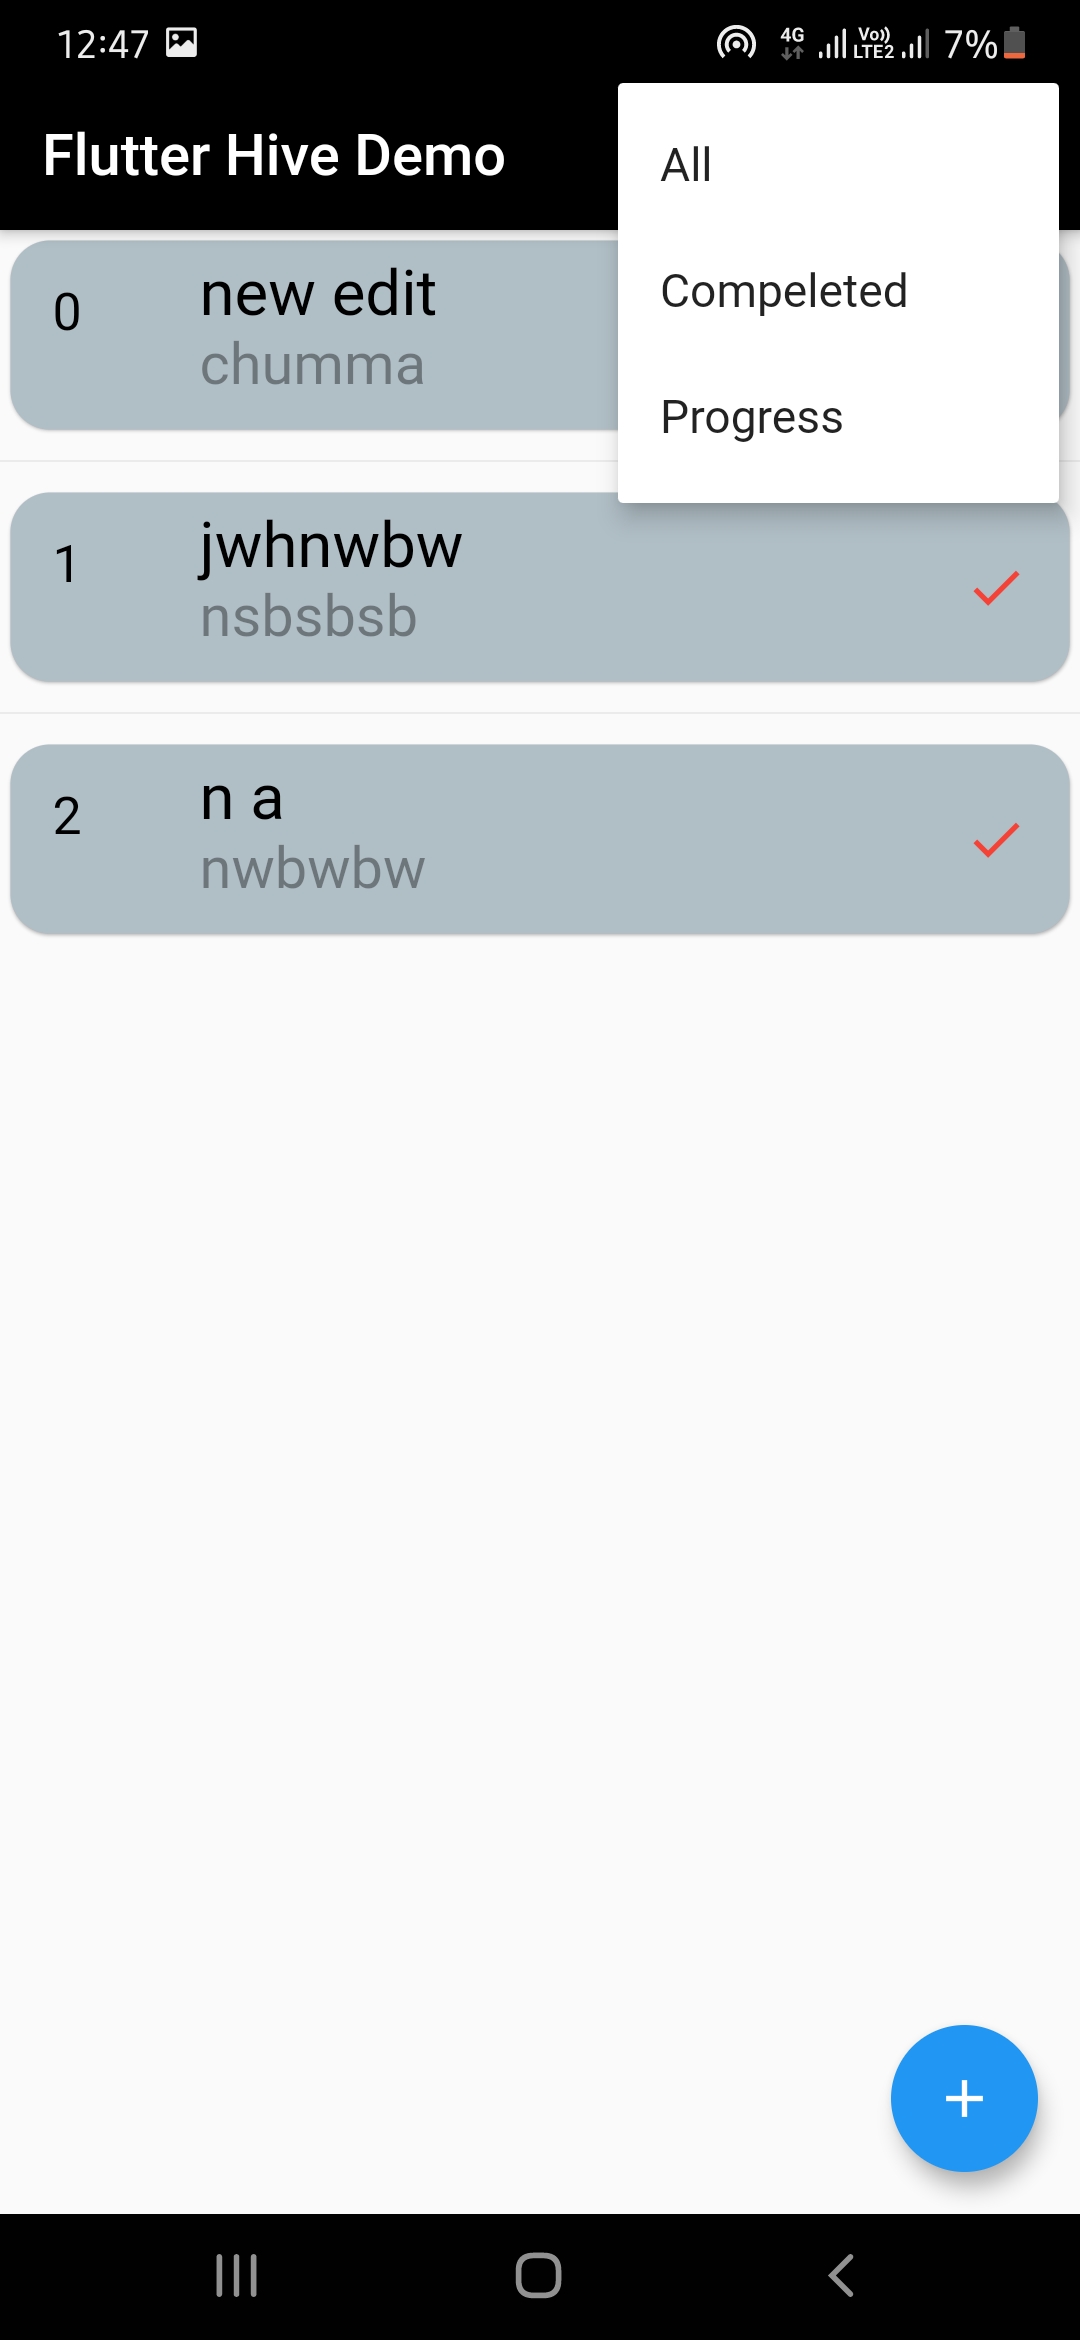 12:47
4G
Vo))
LTE2
7%
Flutter Hive Demo
All
Compeleted
Progress
0
new edit
chumma
1
jwhnwbw
nsbsbsb
2
n a
nwbwbw